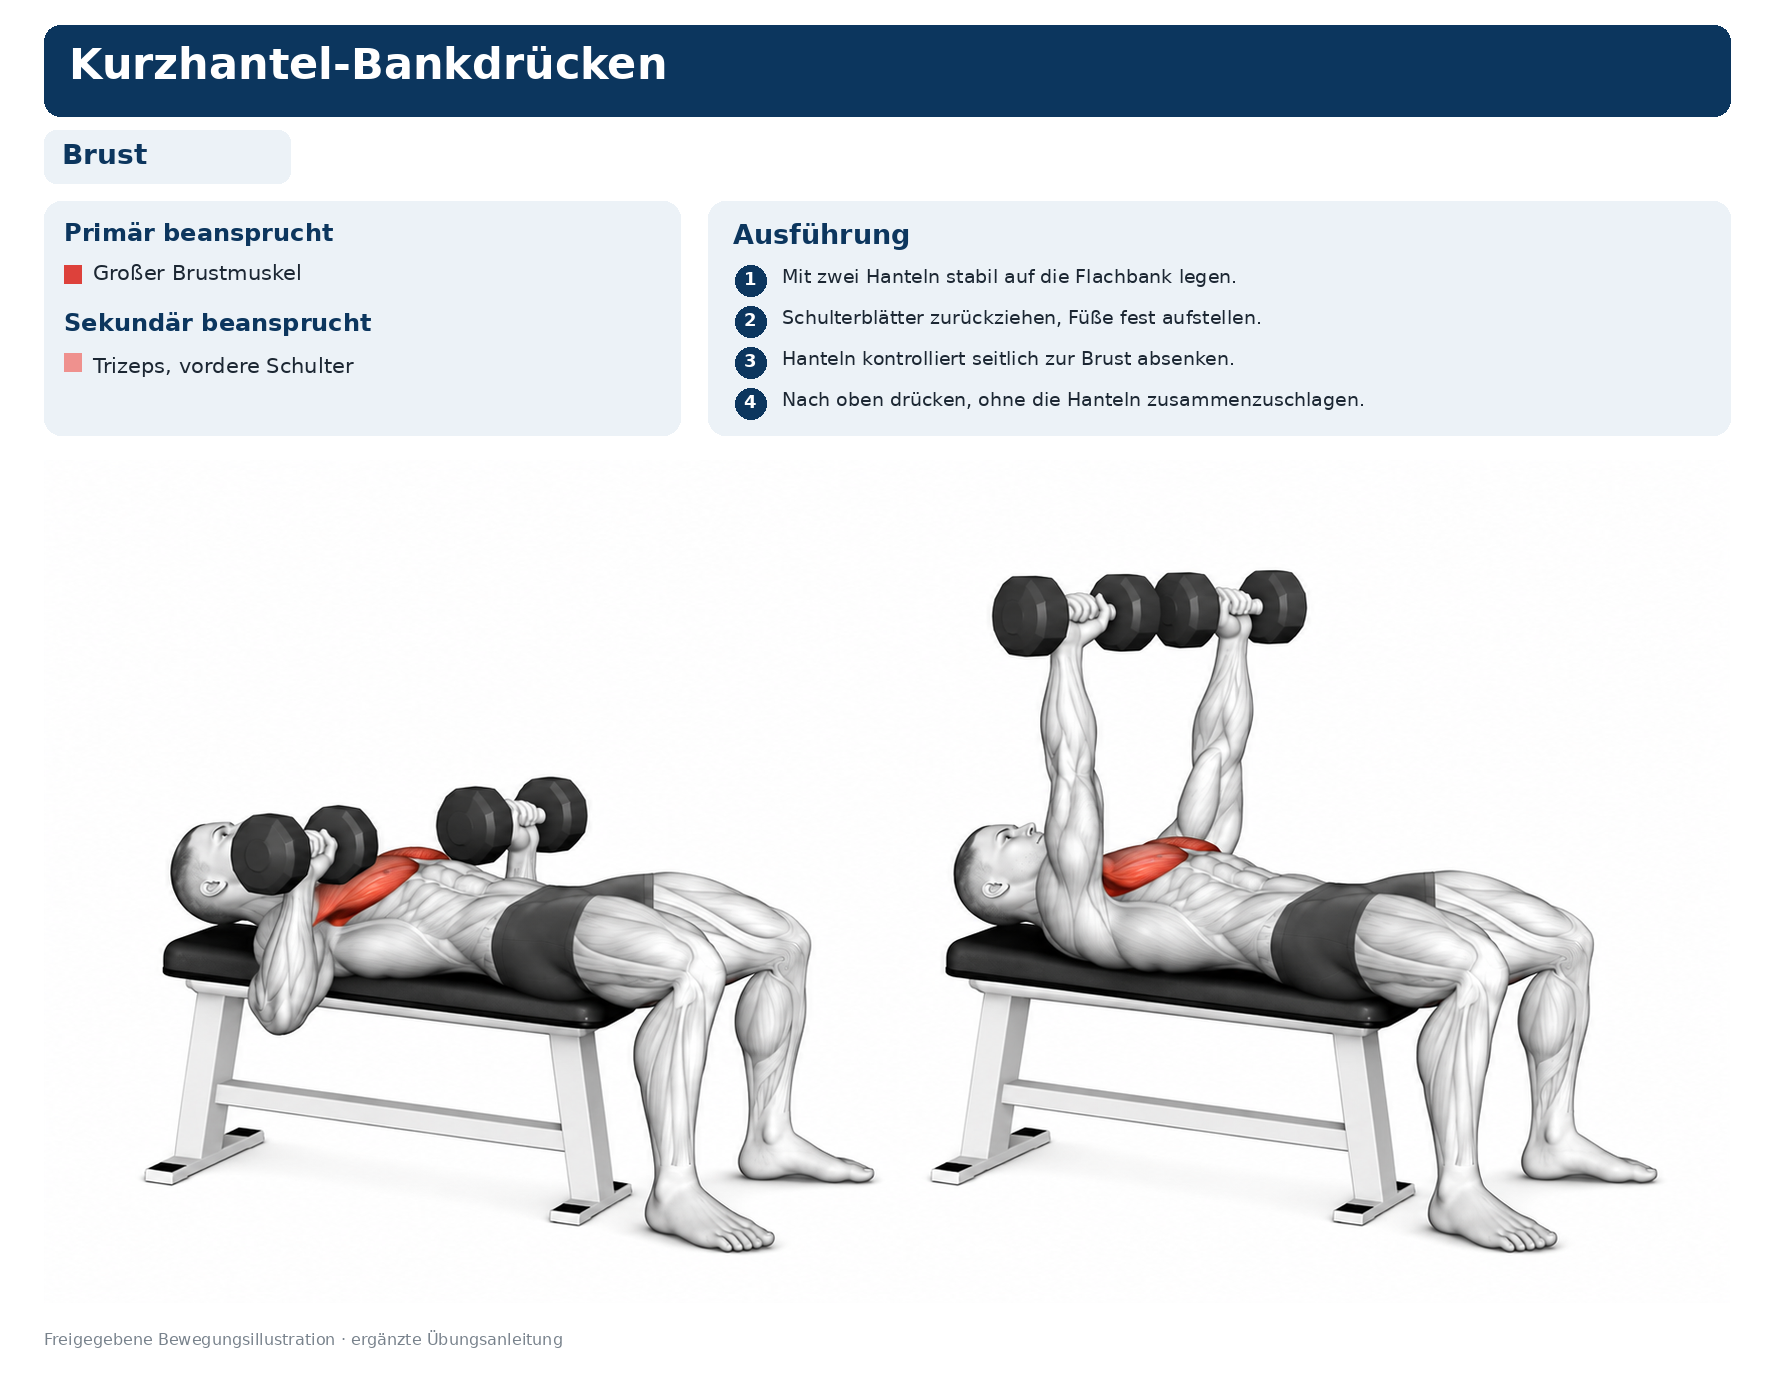 Kurzhantel-Bankdrücken
Brust
Primär beansprucht
Großer Brustmuskel
Sekundär beansprucht
Trizeps, vordere Schulter
Ausführung
1 Mit zwei Hanteln stabil auf die Flachbank legen.
2 Schulterblätter zurückziehen, Füße fest aufstellen.
3 Hanteln kontrolliert seitlich zur Brust absenken.
4 Nach oben drücken, ohne die Hanteln zusammenzuschlagen.
Freigegebene Bewegungsillustration · ergänzte Übungsanleitung